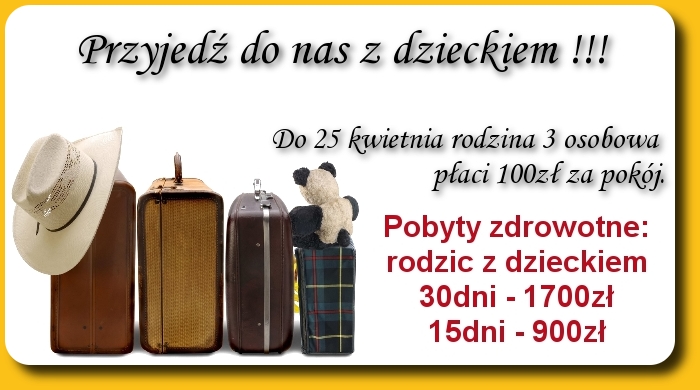 Przyjedź do nas z dzieckiem !!!
Do 25 kwietnia rodzina 3 osobowa
płaci 100zł za pokój.
Pobyty zdrowotne:
rodzic z dzieckiem
30dni - 1700zł
15dni - 900zł